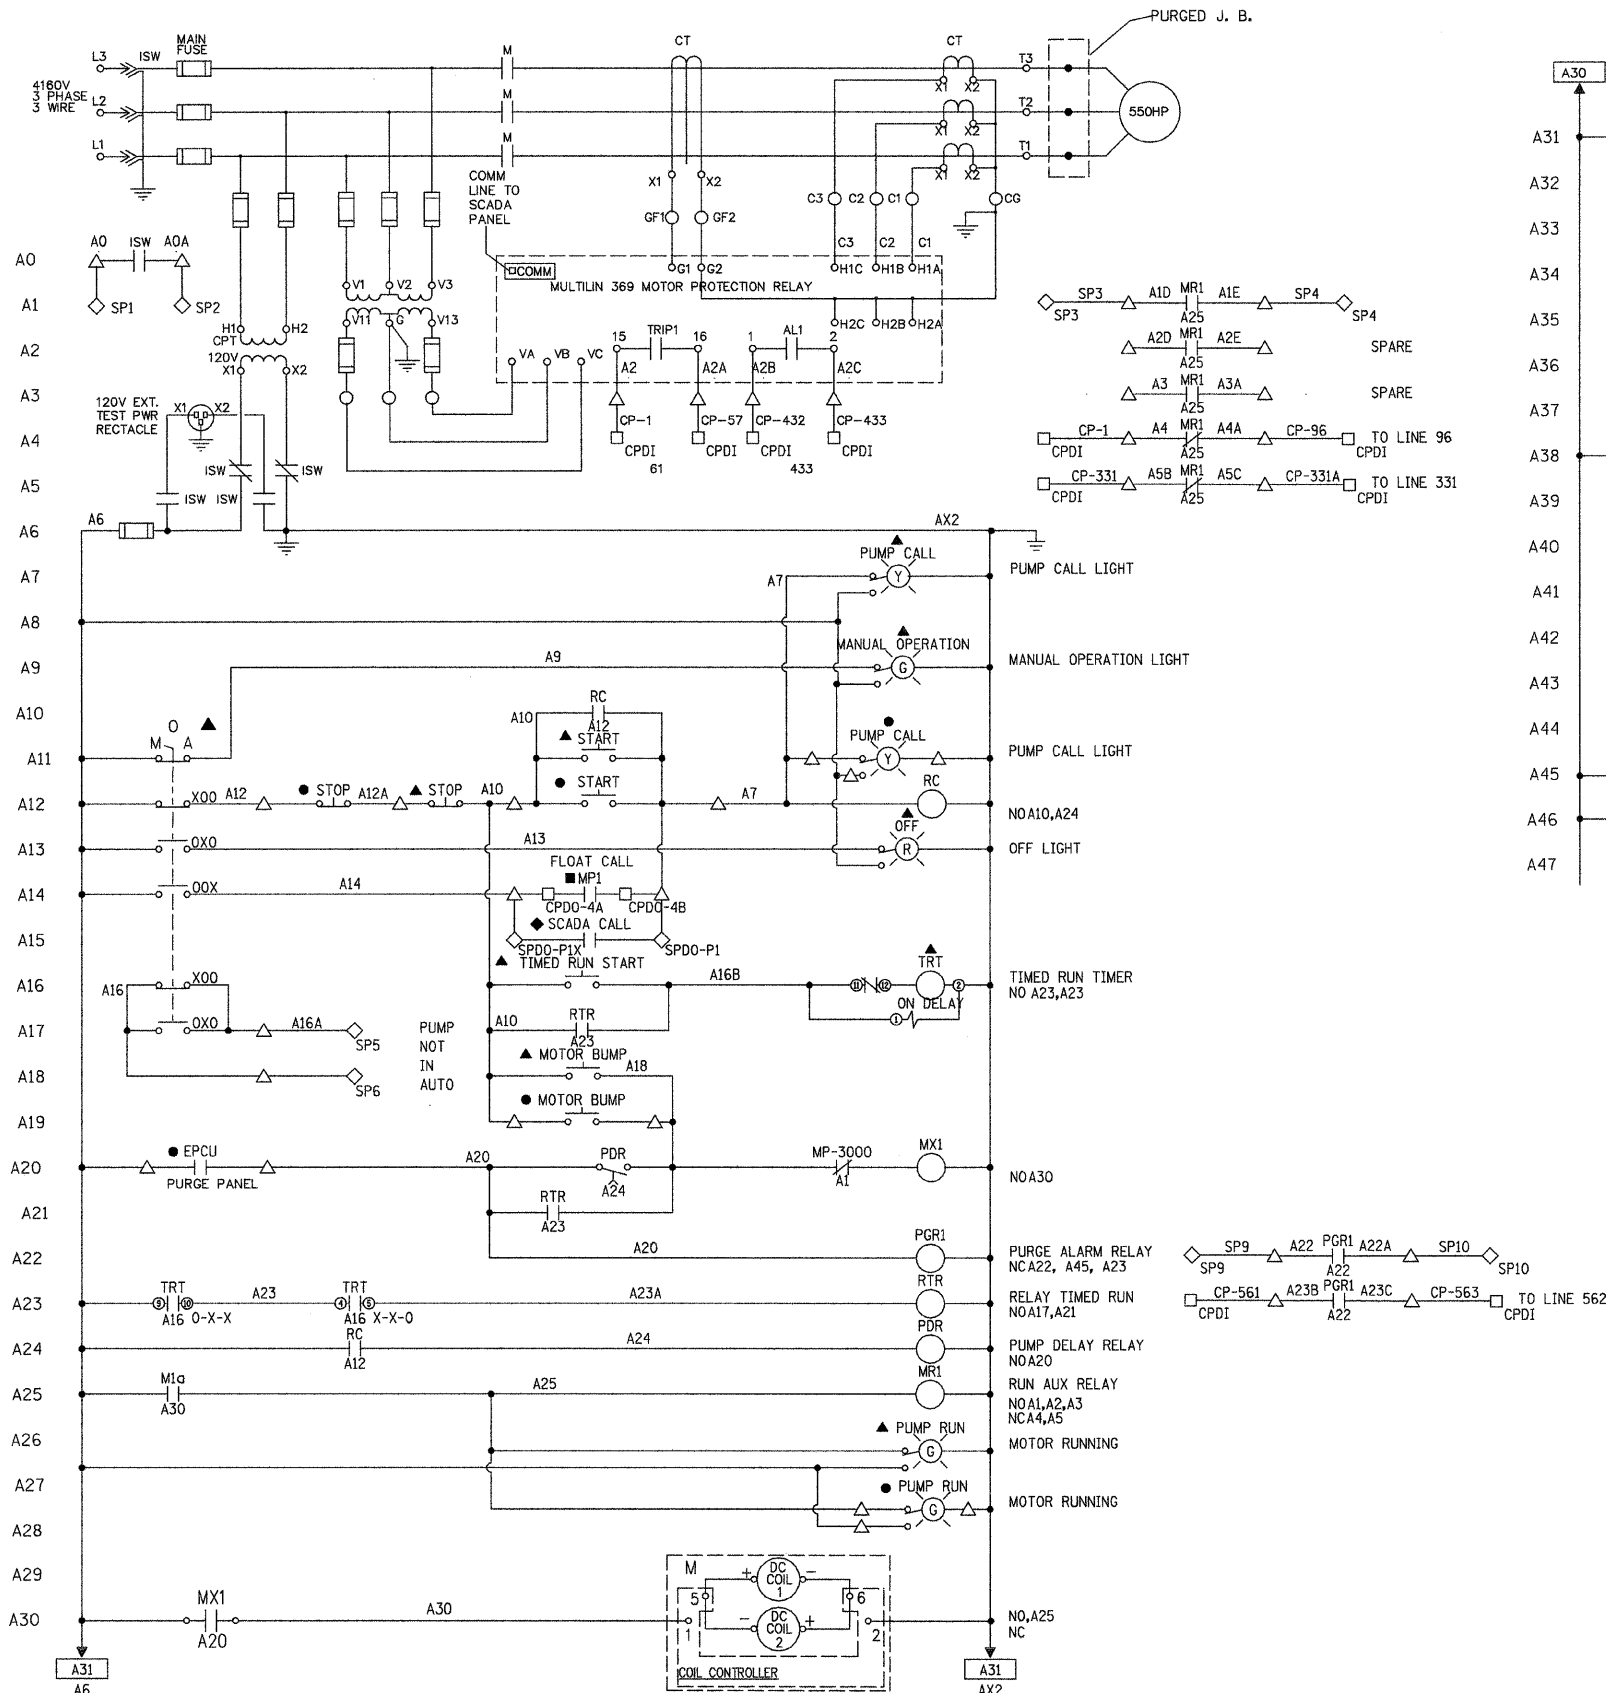 PURGED J. B.
MAIN
FUSE
L3
ISW
M
CT
CT
T3
A30
4160V
3 PHASE
3 WIRE
L2
M
X1
X2
T2
550HP
X1
X2
L1
M
T1
A31
COMM
LINE TO
SCADA
PANEL
X1
X2
X1
X2
A32
C3
C2
C1
CG
GF1
GF2
A33
A0
A0
ISW
A0A
C3
C2
C1
COMM
G1
G2
H1C
H1B
H1A
A34
MULTILIN 369 MOTOR PROTECTION RELAY
V1
V2
V3
A1
SP1
SP2
SP3
A1D
MR1
A1E
SP4
SP3
A25
SP4
H1
H2
CPT
V11
G
V13
H2C
H2B
H2A
A35
A2
120V
X1
X2
VA
VB
VC
15
TRIP1
16
1
AL1
2
A2
A2A
A2B
A2C
A2D
MR1
A2E
SPARE
A25
A36
A3
120V EXT.
TEST PWR
RECTACLE
X1
X2
A3
MR1
A3A
SPARE
A25
A37
A4
CP-1
CP-57
CP-432
CP-433
CPDI
CPDI
CPDI
CPDI
61
433
CP-1
A4
MR1
A4A
CP-96
TO LINE 96
CPDI
A25
CPDI
A38
ISW
ISW
A5
ISW
ISW
CP-331
A5B
MR1
A5C
CP-331A
TO LINE 331
CPDI
A25
CPDI
A39
A6
A6
AX2
A40
PUMP CALL
A7
A7
Y
PUMP CALL LIGHT
A41
A8
A42
MANUAL OPERATION
A9
A9
G
MANUAL OPERATION LIGHT
A43
A10
O
A10
RC
A12
A44
M
A
START
PUMP CALL
A11
Y
PUMP CALL LIGHT
A45
A12
X00
A12
STOP
A12A
STOP
A10
START
A7
RC
NO A10,A24
A46
OFF
A13
0X0
A13
R
OFF LIGHT
A47
FLOAT CALL
MP1
A14
00X
A14
CPDO-4A
CPDO-4B
SCADA CALL
A15
SPDO-P1X
SPDO-P1
TIMED RUN START
TRT
A16
A16
X00
A16B
11
12
2
TIMED RUN TIMER
NO A23,A23
ON DELAY
1
A17
0X0
A16A
SP5
PUMP
NOT
IN
AUTO
A10
RTR
A23
MOTOR BUMP
A18
A18
SP6
MOTOR BUMP
A19
EPCU
A20
PURGE PANEL
A20
PDR
A24
MP-3000
A1
MX1
NO A30
A21
RTR
A23
A22
A20
PGR1
PURGE ALARM RELAY
NC A22, A45, A23
SP9
A22
PGR1
A22A
SP10
SP9
A22
SP10
A23
TRT
9
10
A23
A16
O-X-X
TRT
4
5
A23A
A16
X-X-O
RTR
RELAY TIMED RUN
NO A17,A21
CP-561
A23B
PGR1
A23C
CP-563
TO LINE 562
CPDI
A22
CPDI
A24
RC
A12
A24
PDR
PUMP DELAY RELAY
NO A20
A25
M1a
A30
A25
MR1
RUN AUX RELAY
NO A1,A2,A3
NC A4,A5
A26
PUMP RUN
G
MOTOR RUNNING
A27
PUMP RUN
G
MOTOR RUNNING
A28
A29
M
+
DC
COIL
1
-
5
6
A30
MX1
A20
A30
1
-
DC
COIL
2
+
2
NO,A25
NC
COIL CONTROLLER
A31
A6
A31
AX2